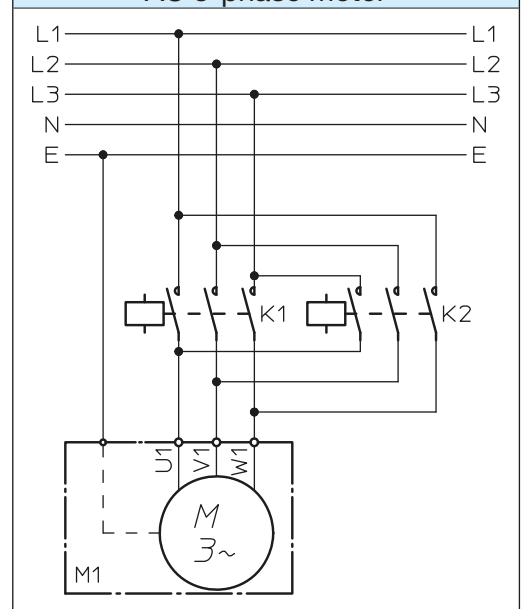 AC 3-phase motor
L1 L1
L2 L2
L3 L3
N N
E E
K1 K2
U1 V1 W1
M
3~
M1